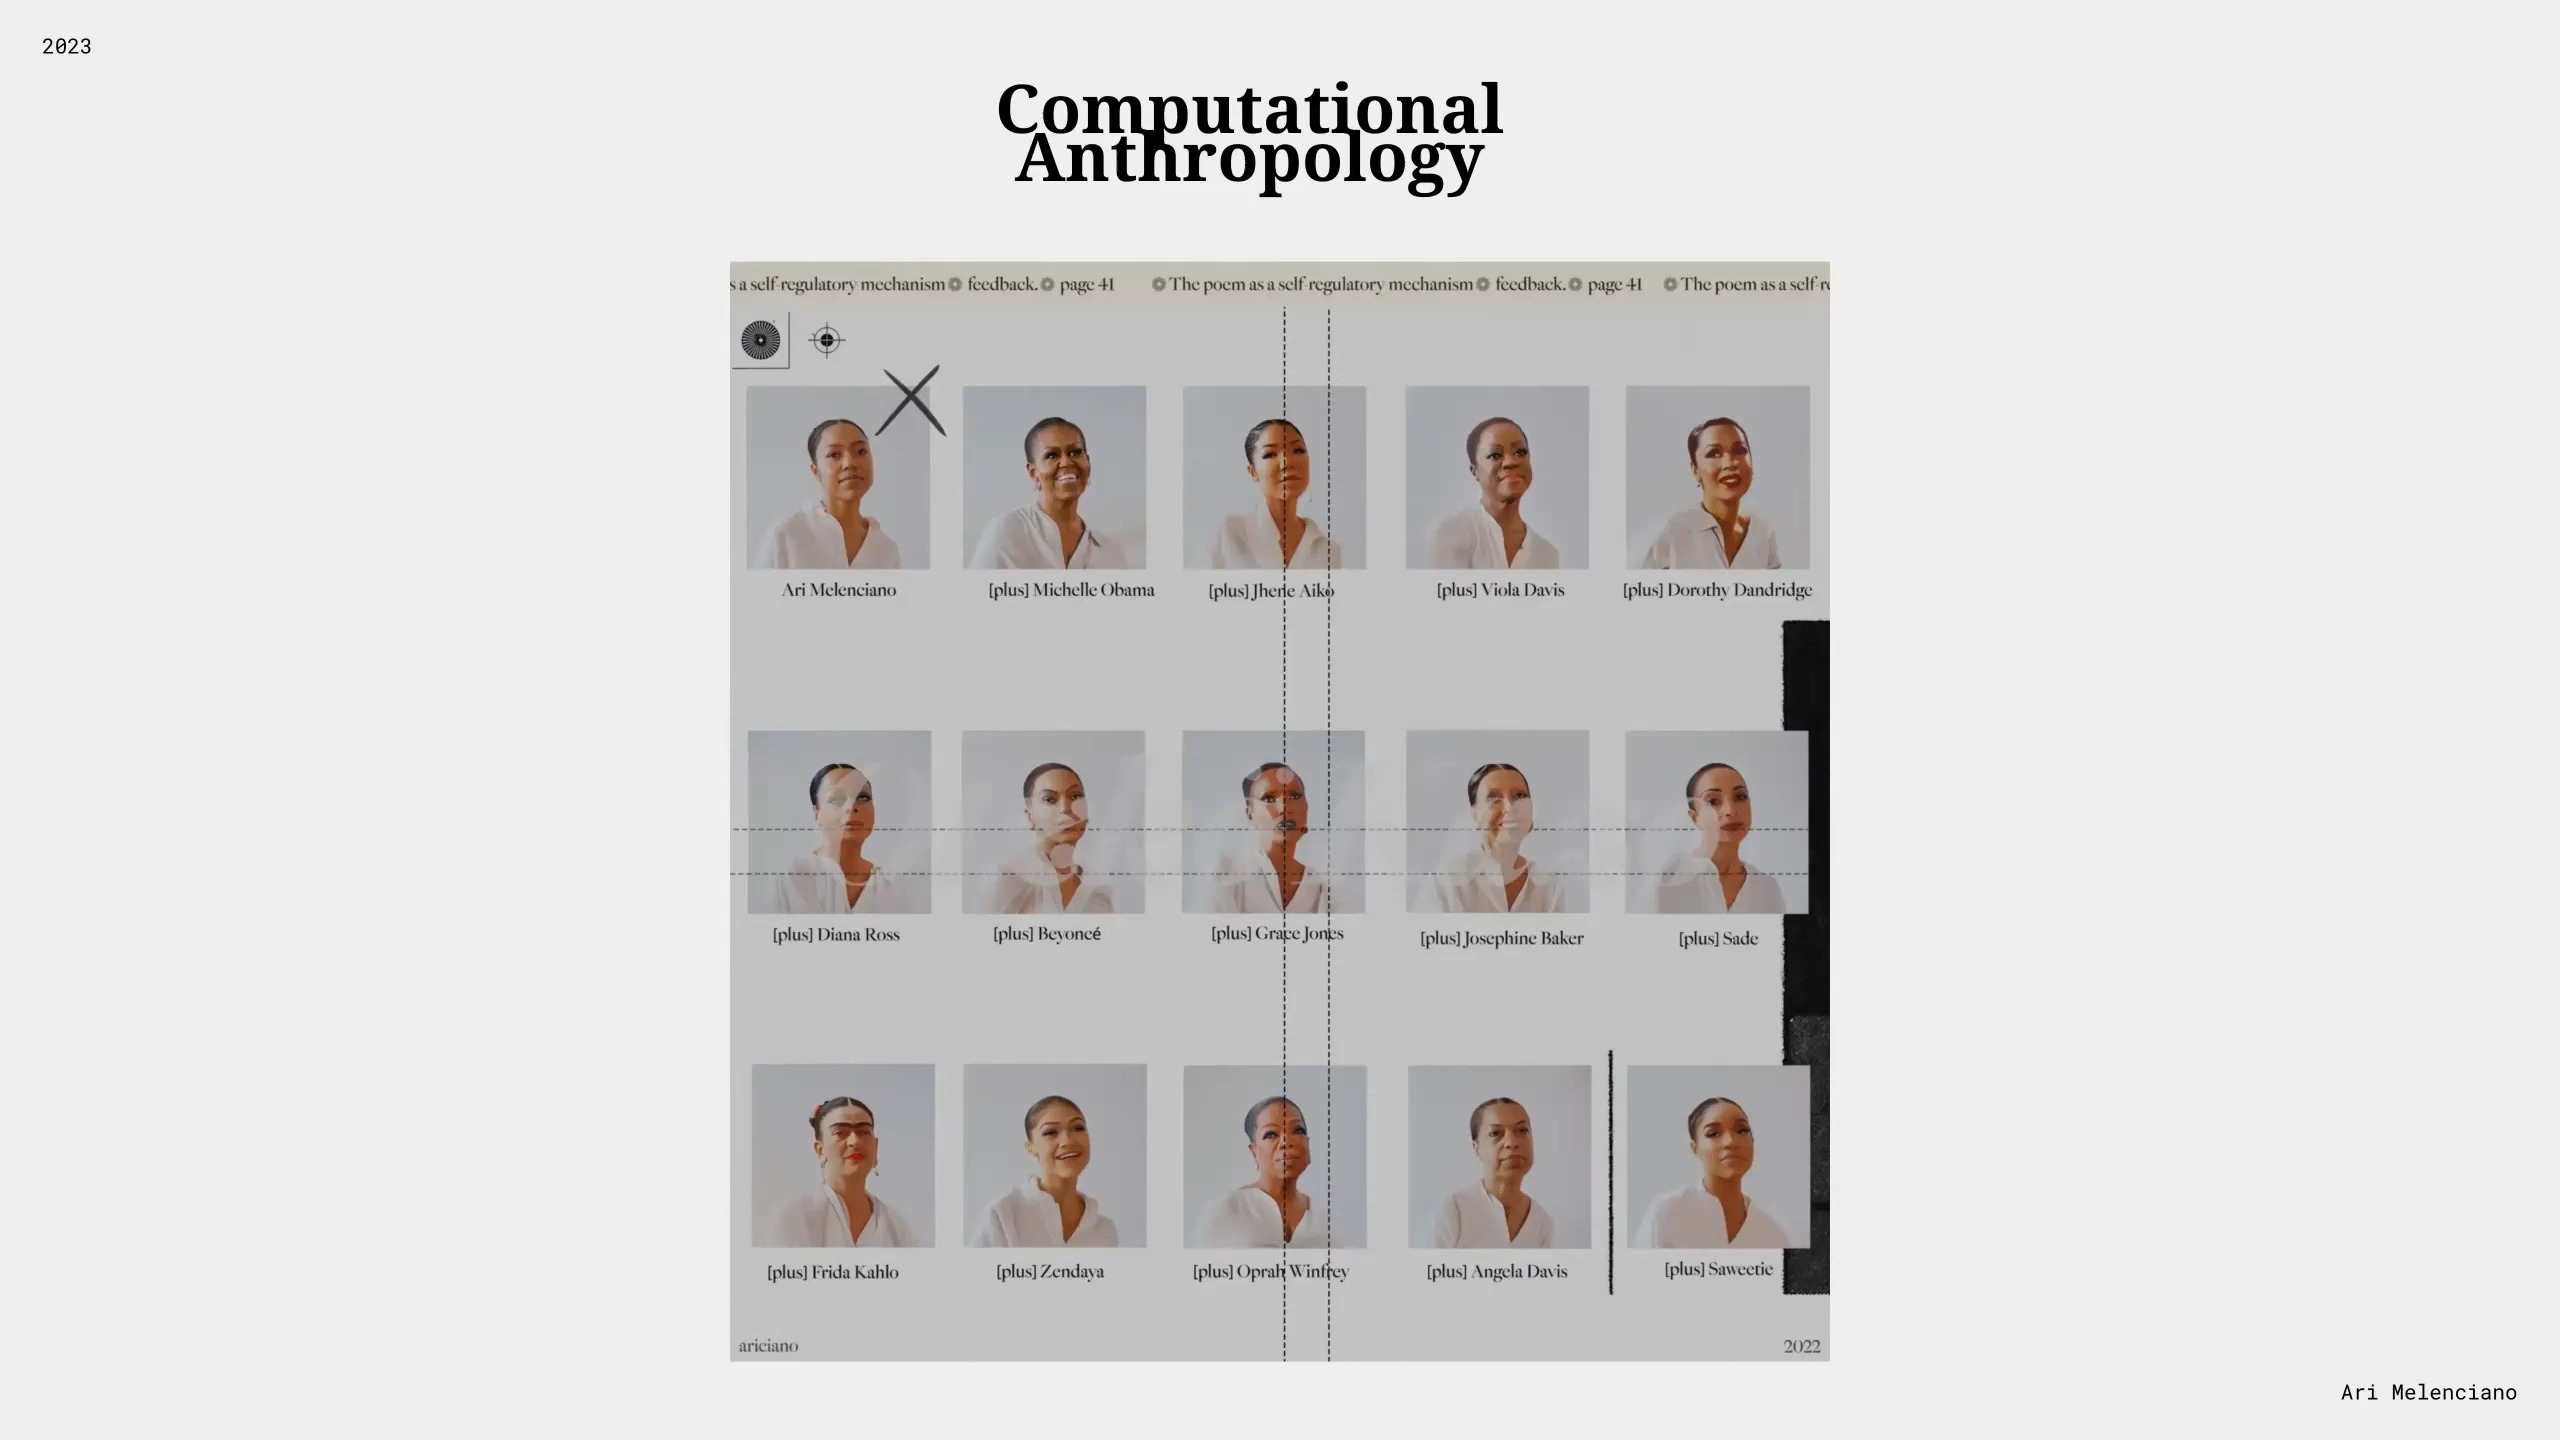 2023
Computational
Anthropology
s a self-regulatory mechanism feedback. page 41 The poem as a self-regulatory mechanism feedback. page 41 The poem as a self-re
Ari Melenciano
[plus] Michelle Obama
[plus] Jhene Aiko
[plus] Viola Davis
[plus] Dorothy Dandridge
[plus] Diana Ross
[plus] Beyoncé
[plus] Grace Jones
[plus] Josephine Baker
[plus] Sade
[plus] Frida Kahlo
[plus] Zendaya
[plus] Oprah Winfrey
[plus] Angela Davis
[plus] Saweetie
ariciano
2022
Ari Melenciano